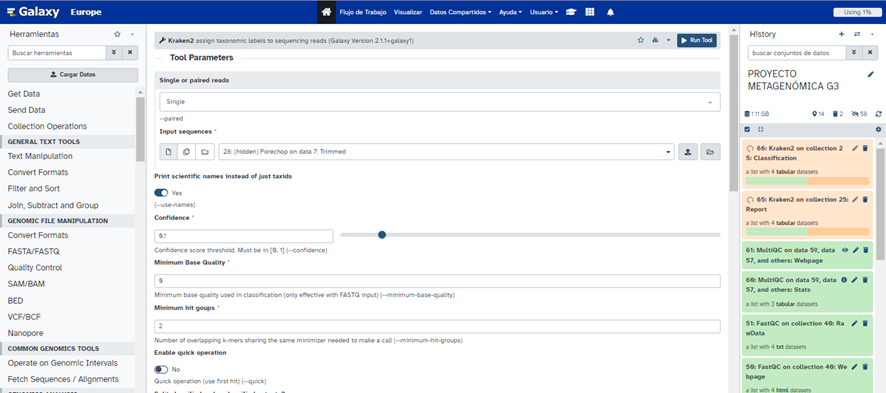 Galaxy Europe
Flujo de Trabajo Visualizar Datos Compartidos Ayuda Usuario
Using 1%
Herramientas
Buscar herramientas
Cargar Datos
Get Data
Send Data
Collection Operations
GENERAL TEXT TOOLS
Text Manipulation
Convert Formats
Filter and Sort
Join, Subtract and Group
GENOMIC FILE MANIPULATION
Convert Formats
FASTA/FASTQ
Quality Control
SAM/BAM
BED
VCF/BCF
Nanopore
COMMON GENOMICS TOOLS
Operate on Genomic Intervals
Fetch Sequences / Alignments
Kraken2 assign taxonomic labels to sequencing reads (Galaxy Version 2.1.1+galaxy1)
Run Tool
Tool Parameters
Single or paired reads
Single
--paired
Input sequences *
28: (hidden) Porechop on data 7: Trimmed
Print scientific names instead of just taxids
Yes
(--use-names)
Confidence *
0,1
Confidence score threshold. Must be in [0, 1] (--confidence)
Minimum Base Quality *
0
Minimum base quality used in classification (only effective with FASTQ input) (--minimum-base-quality)
Minimum hit goups *
2
Number of overlapping k-mers sharing the same minimizer needed to make a call (--minimum-hit-groups)
Enable quick operation
No
Quick operation (use first hit) (--quick)
History
buscar conjuntos de datos
PROYECTO
METAGENÓMICA G3
1.11 GB
14 2 58
66: Kraken2 on collection 2
5: Classification
a list with 4 tabular datasets
65: Kraken2 on collection 25:
Report
a list with 4 tabular datasets
61: MultiQC on data 59, data
57, and others: Webpage
60: MultiQC on data 59, data
57, and others: Stats
a list with 3 tabular datasets
51: FastQC on collection 40: Ra
wData
a list with 4 txt datasets
50: FastQC on collection 40: We
bpage
a list with 4 html datasets